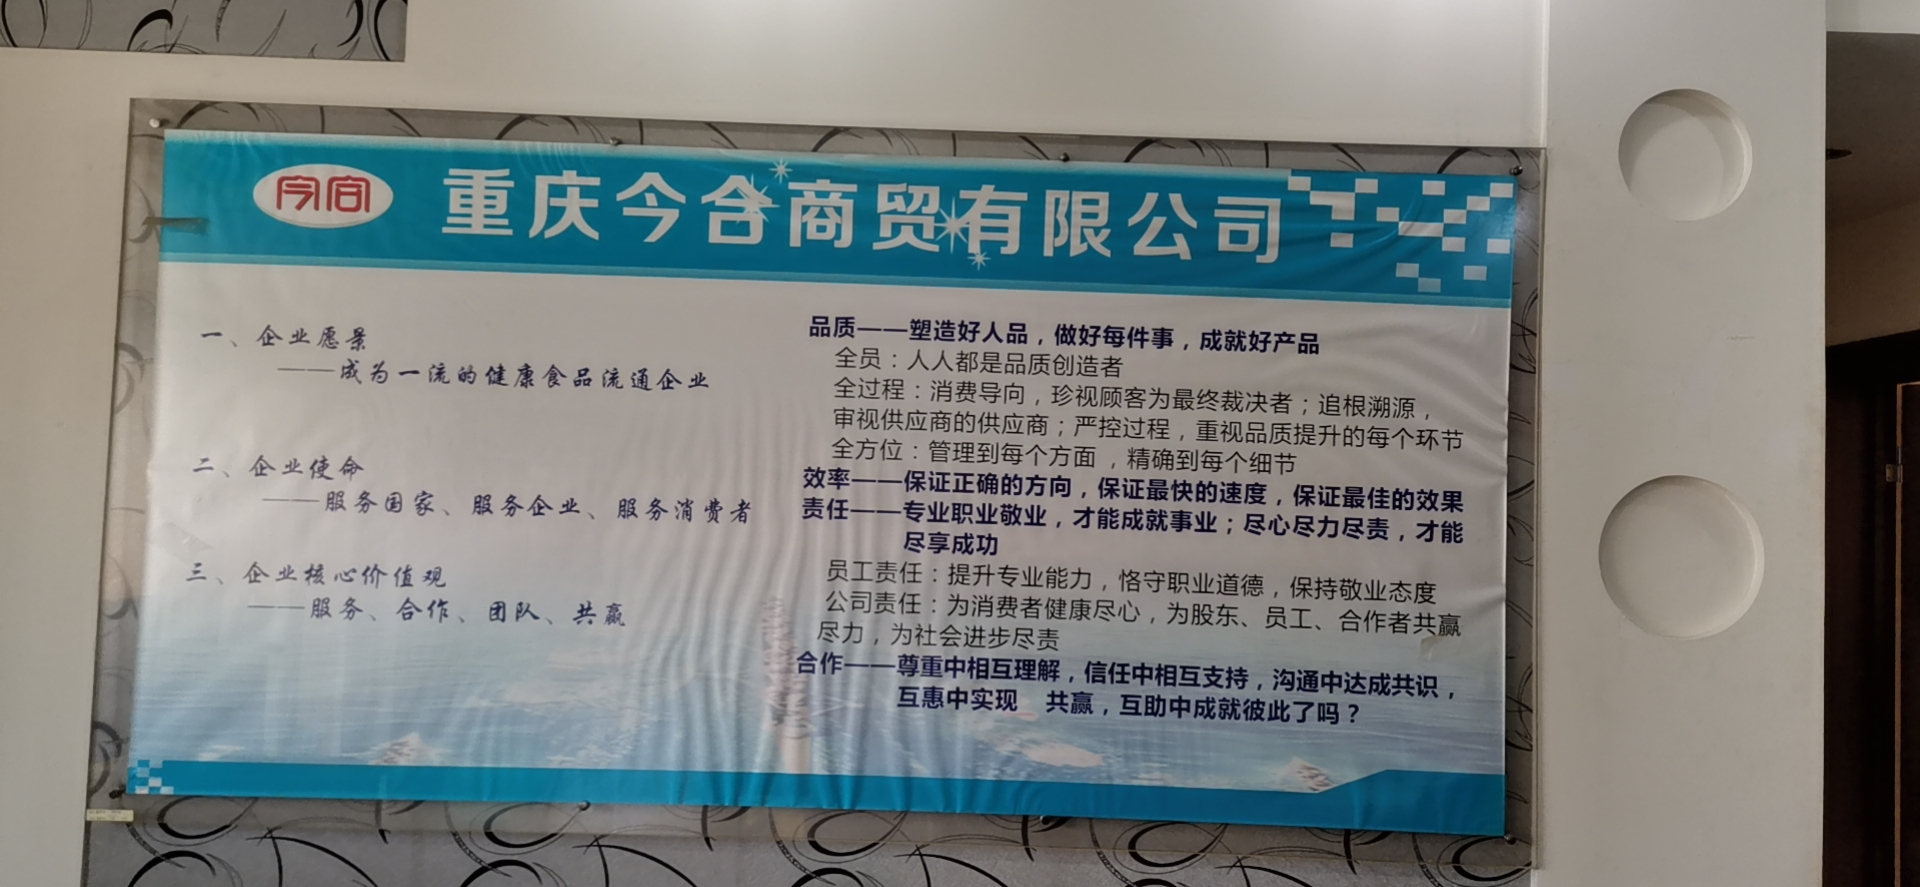 今合
重庆今合商贸有限公司
一、企业愿景
——成为一流的健康食品流通企业
二、企业使命
——服务国家、服务企业、服务消费者
三、企业核心价值观
——服务、合作、团队、共赢
品质——塑造好人品，做好每件事，成就好产品
全员：人人都是品质创造者
全过程：消费导向，珍视顾客为最终裁决者；追根溯源，
审视供应商的供应商；严控过程，重视品质提升的每个环节
全方位：管理到每个方面，精确到每个细节
效率——保证正确的方向，保证最快的速度，保证最佳的效果
责任——专业职业敬业，才能成就事业；尽心尽力尽责，才能
尽享成功
员工责任：提升专业能力，恪守职业道德，保持敬业态度
公司责任：为消费者健康尽心，为股东、员工、合作者共赢
尽力，为社会进步尽责
合作——尊重中相互理解，信任中相互支持，沟通中达成共识，
互惠中实现　共赢，互助中成就彼此了吗？